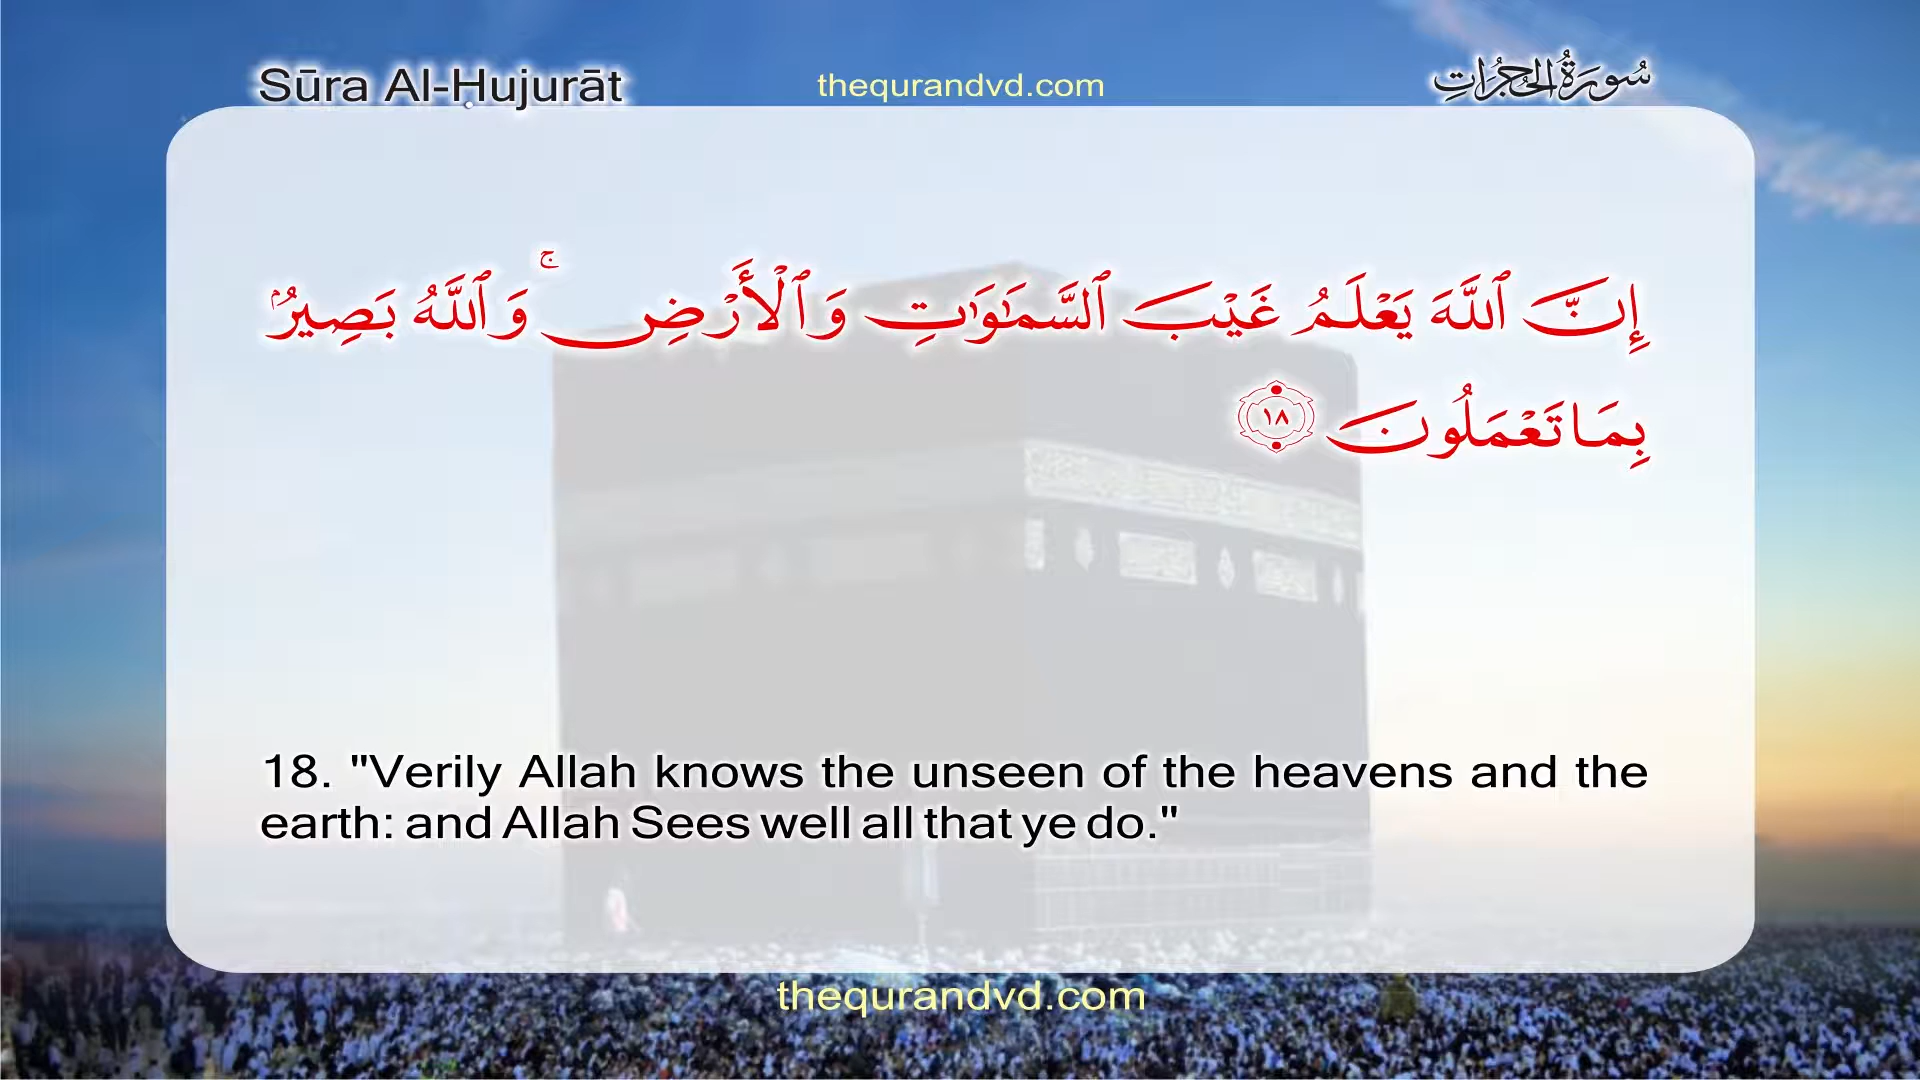 Sūra Al-Ḥujurāt
thequrandvd.com
سُورَةُ الحُجُرَاتِ
إِنَّ ٱللَّهَ يَعْلَمُ غَيْبَ ٱلسَّمَٰوَٰتِ وَٱلْأَرْضِ ۚ وَٱللَّهُ بَصِيرٌۢ
بِمَا تَعْمَلُونَ ١٨
18. "Verily Allah knows the unseen of the heavens and the
earth: and Allah Sees well all that ye do."
thequrandvd.com